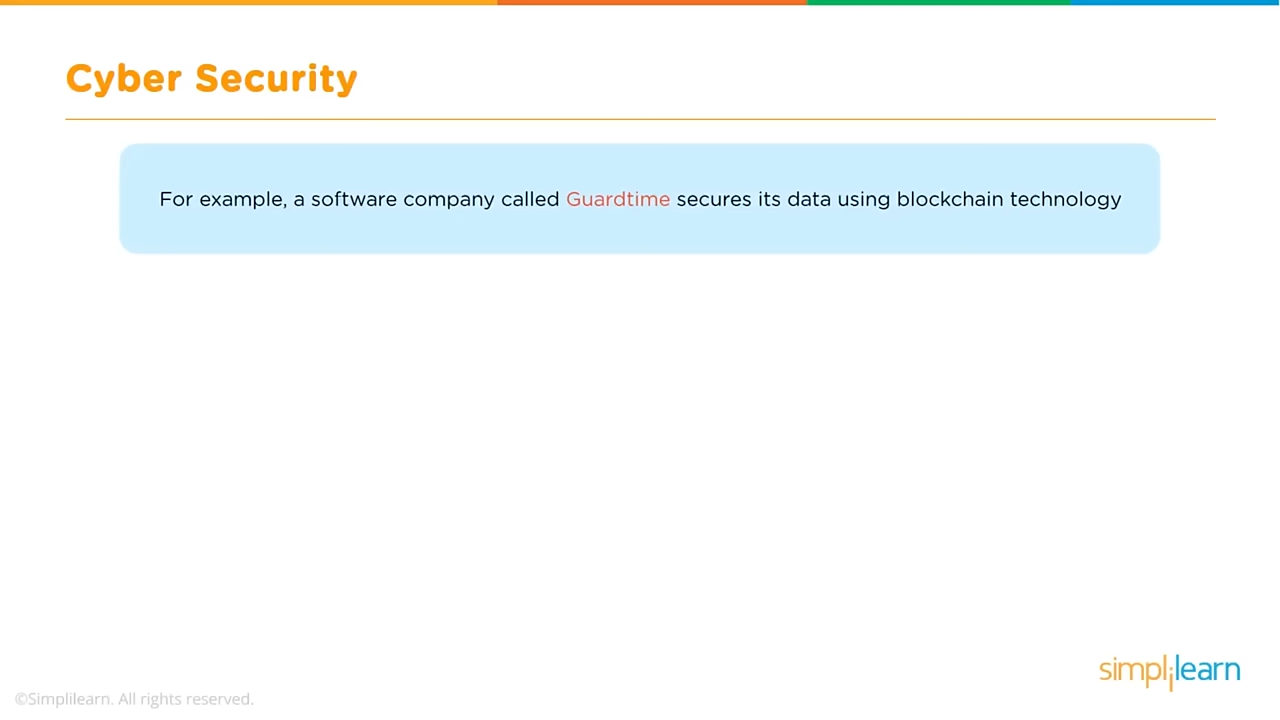 Cyber Security
For example, a software company called Guardtime secures its data using blockchain technology
simplilearn
©Simplilearn. All rights reserved.